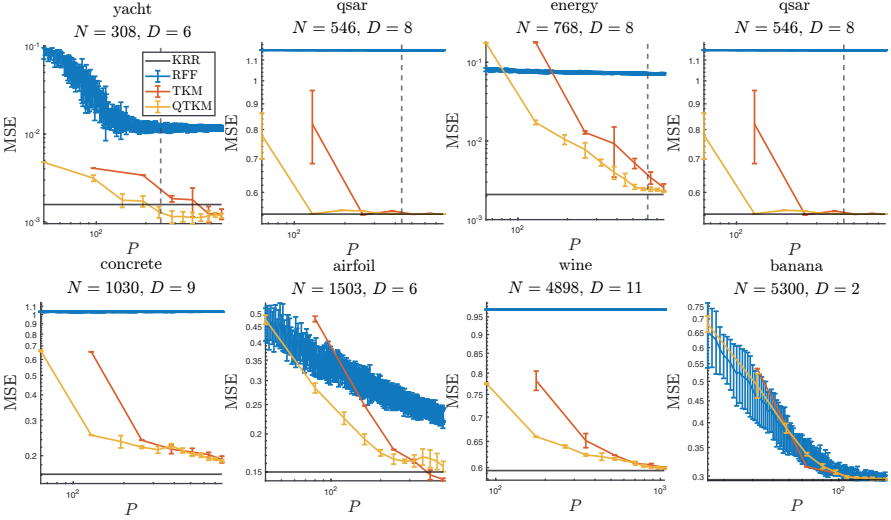 yacht
N = 308, D = 6
MSE
10⁻¹
10⁻²
10⁻³
10²
P
KRR
RFF
TKM
QTKM
qsar
N = 546, D = 8
MSE
1.1
1
0.9
0.8
0.7
0.6
10²
P
energy
N = 768, D = 8
MSE
10⁻¹
10⁻²
10⁻³
10²
P
qsar
N = 546, D = 8
MSE
1.1
1
0.9
0.8
0.7
0.6
10²
P
concrete
N = 1030, D = 9
MSE
1.1
1
0.9
0.8
0.7
0.6
0.5
0.4
0.3
0.2
10²
P
airfoil
N = 1503, D = 6
MSE
0.5
0.45
0.4
0.35
0.3
0.25
0.2
0.15
10²
P
wine
N = 4898, D = 11
MSE
0.95
0.9
0.85
0.8
0.75
0.7
0.65
0.6
10²
10³
P
banana
N = 5300, D = 2
MSE
0.75
0.7
0.65
0.6
0.55
0.5
0.45
0.4
0.35
0.3
10²
P